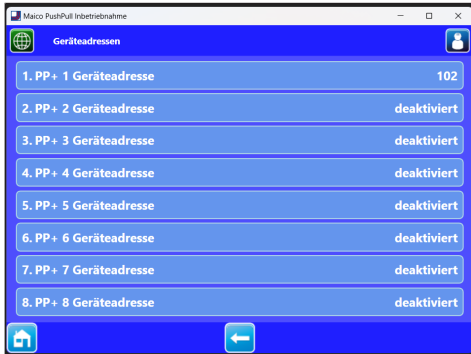 Maico PushPull Inbetriebnahme
Geräteadressen
1. PP+ 1 Geräteadresse 102
2. PP+ 2 Geräteadresse deaktiviert
3. PP+ 3 Geräteadresse deaktiviert
4. PP+ 4 Geräteadresse deaktiviert
5. PP+ 5 Geräteadresse deaktiviert
6. PP+ 6 Geräteadresse deaktiviert
7. PP+ 7 Geräteadresse deaktiviert
8. PP+ 8 Geräteadresse deaktiviert